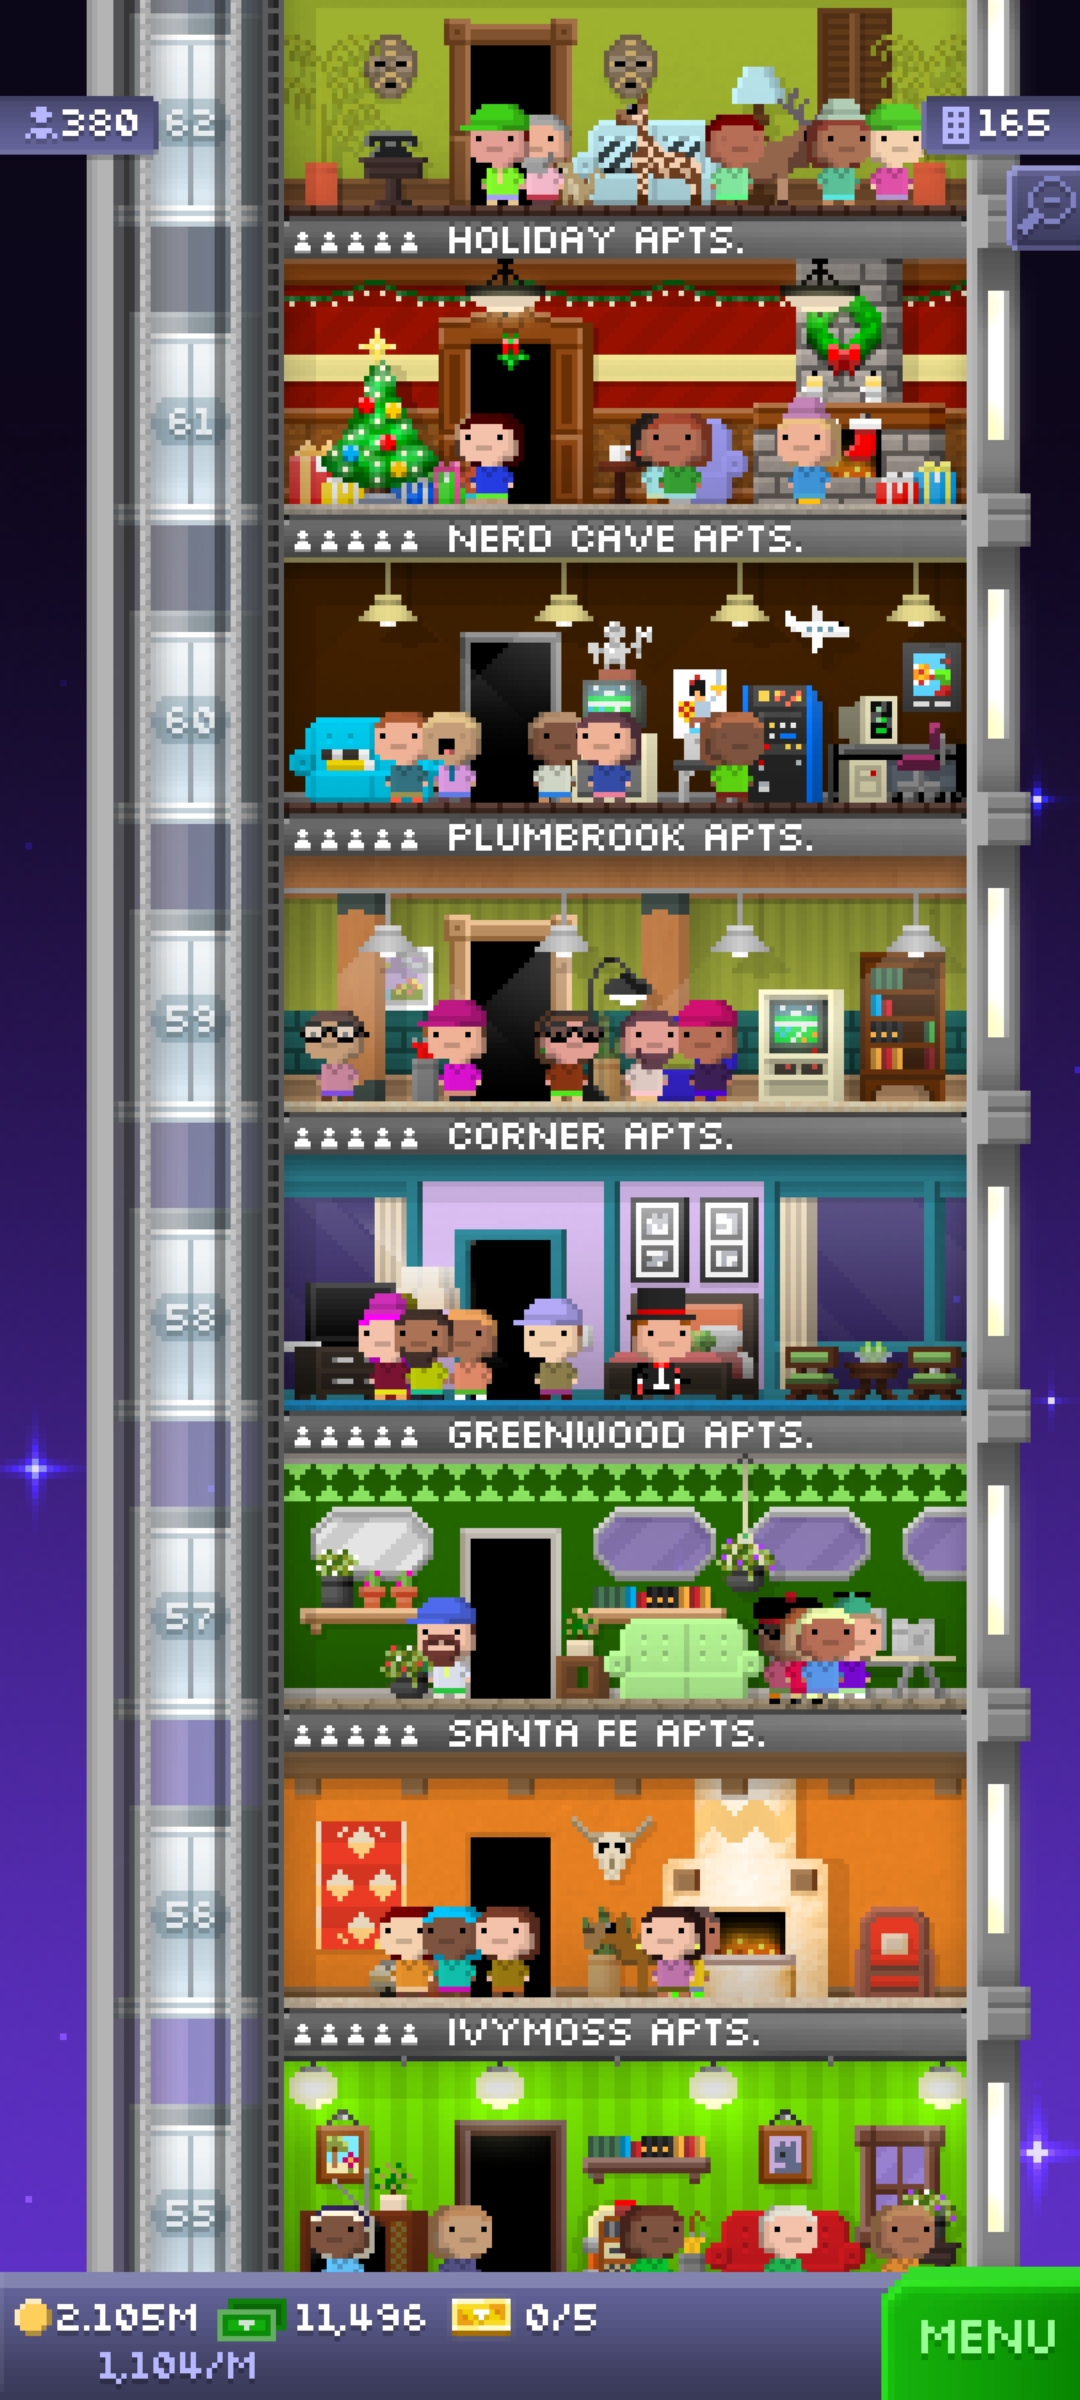 380
62
165
HOLIDAY APTS.
61
NERD CAVE APTS.
60
PLUMBROOK APTS.
59
CORNER APTS.
58
GREENWOOD APTS.
57
SANTA FE APTS.
56
IVYMOSS APTS.
55
2.105M 11,496 0/5
1,104/M
MENU